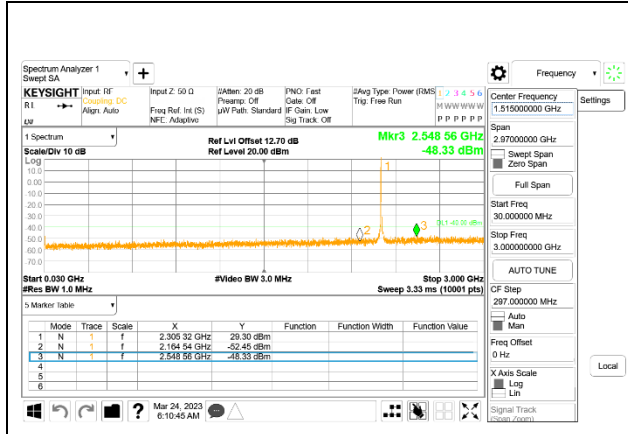 Spectrum Analyzer 1
Swept SA
+
Frequency
KEYSIGHT Input: RF Input Z: 50 Ω #Atten: 20 dB PNO: Fast #Avg Type: Power (RMS 1 2 3 4 5 6
RL Coupling: DC Preamp: Off Gate: Off Trig: Free Run M W W W W W
Align: Auto Freq Ref: Int (S) µW Path: Standard IF Gain: Low
NFE: Adaptive Sig Track: Off P P P P P P
Center Frequency
1.515000000 GHz
Settings
1 Spectrum
Ref Lvl Offset 12.70 dB Mkr3 2.548 56 GHz
Scale/Div 10 dB Ref Level 20.00 dBm -48.33 dBm
Span
2.97000000 GHz
Swept Span
Zero Span
Log
10.0
0.00
-10.0
-20.0
-30.0
-40.0
-50.0
-60.0
-70.0
1
2
3
DL1 -40.00 dBm
Full Span
Start Freq
30.000000 MHz
Stop Freq
3.000000000 GHz
AUTO TUNE
Start 0.030 GHz #Video BW 3.0 MHz Stop 3.000 GHz
#Res BW 1.0 MHz Sweep 3.33 ms (10001 pts)
CF Step
297.000000 MHz
Auto
Man
5 Marker Table
Mode Trace Scale X Y Function Function Width Function Value
1 N 1 f 2.305 32 GHz 29.30 dBm
2 N 1 f 2.164 54 GHz -52.45 dBm
3 N 1 f 2.548 56 GHz -48.33 dBm
4
5
6
Freq Offset
0 Hz
X Axis Scale
Log
Lin
Local
Signal Track
(Span Zoom)
? Mar 24, 2023
6:10:45 AM